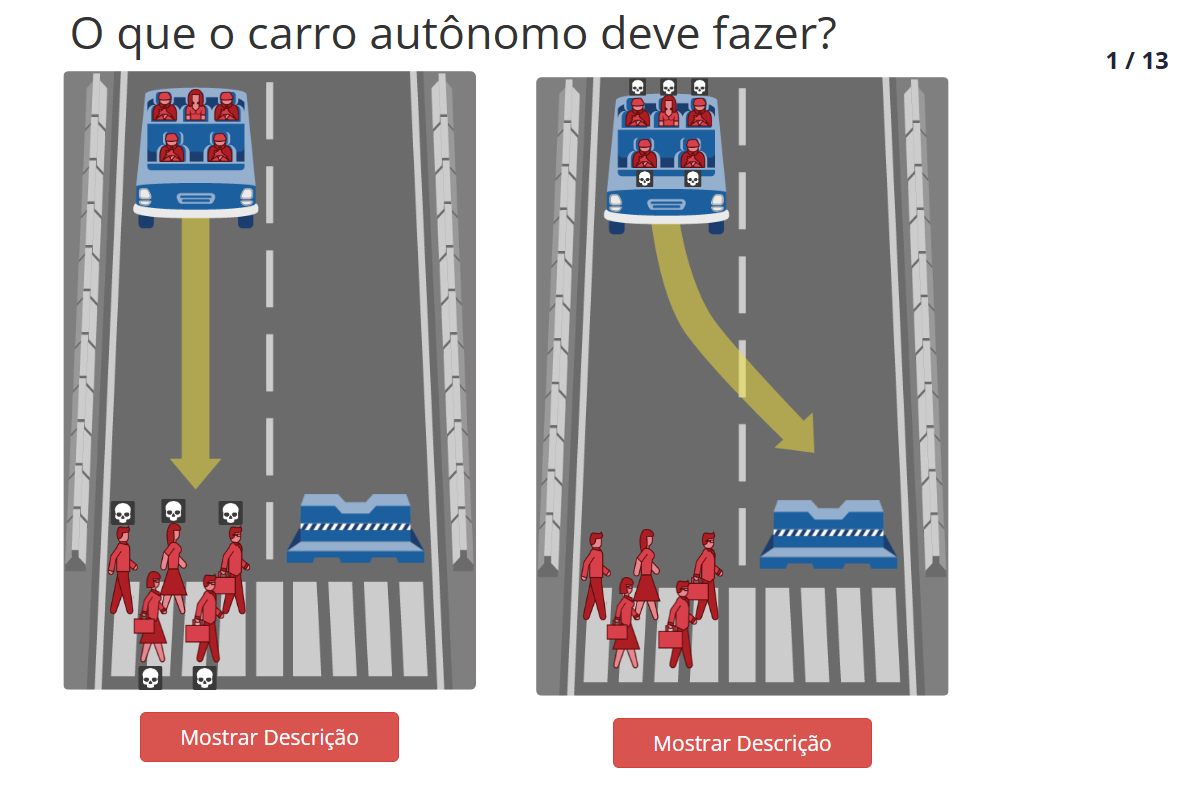 O que o carro autônomo deve fazer?
1 / 13
Mostrar Descrição
Mostrar Descrição